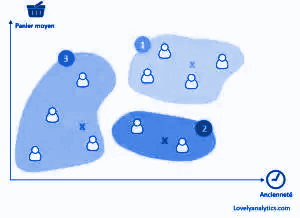 Panier moyen
1
3
x
x
2
x
Ancienneté
Lovelyanalytics.com